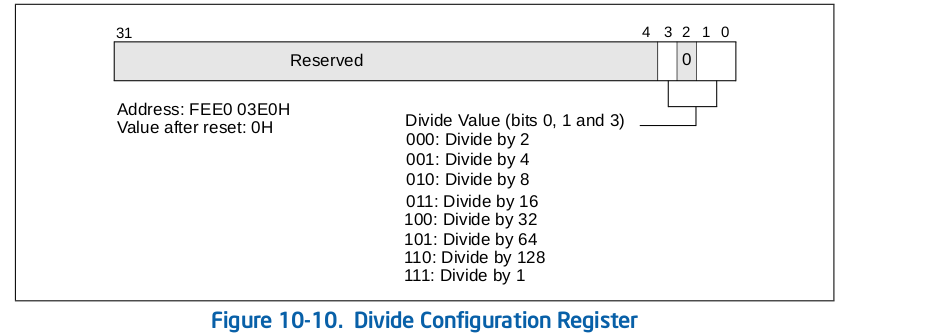 31 4 3 2 1 0
Reserved 0
Address: FEE0 03E0H
Value after reset: 0H
Divide Value (bits 0, 1 and 3)
000: Divide by 2
001: Divide by 4
010: Divide by 8
011: Divide by 16
100: Divide by 32
101: Divide by 64
110: Divide by 128
111: Divide by 1
Figure 10-10. Divide Configuration Register